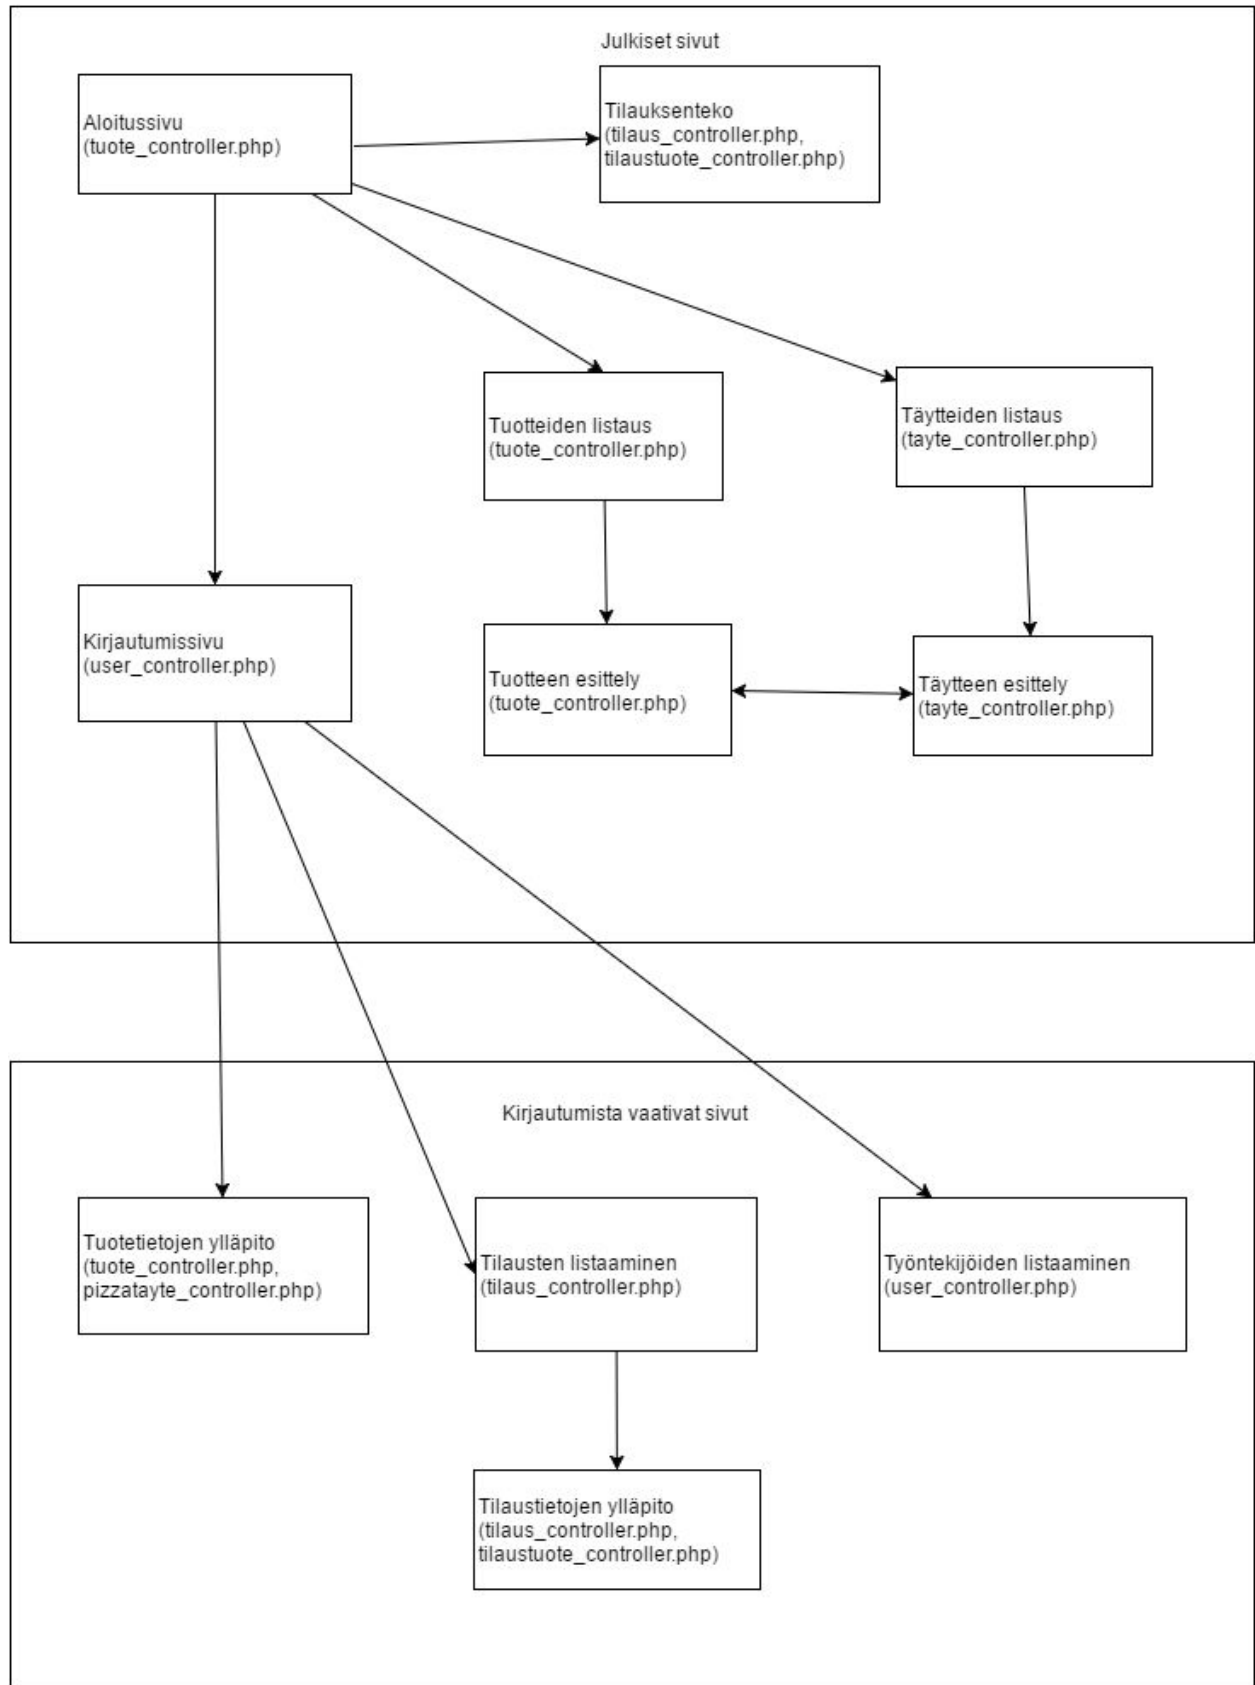 Julkiset sivut
Aloitussivu
(tuote_controller.php)
Tilauksenteko
(tilaus_controller.php,
tilaustuote_controller.php)
Tuotteiden listaus
(tuote_controller.php)
Täytteiden listaus
(tayte_controller.php)
Kirjautumissivu
(user_controller.php)
Tuotteen esittely
(tuote_controller.php)
Täytteen esittely
(tayte_controller.php)
Kirjautumista vaativat sivut
Tuotetietojen ylläpito
(tuote_controller.php,
pizzatayte_controller.php)
Tilausten listaaminen
(tilaus_controller.php)
Työntekijöiden listaaminen
(user_controller.php)
Tilaustietojen ylläpito
(tilaus_controller.php,
tilaustuote_controller.php)